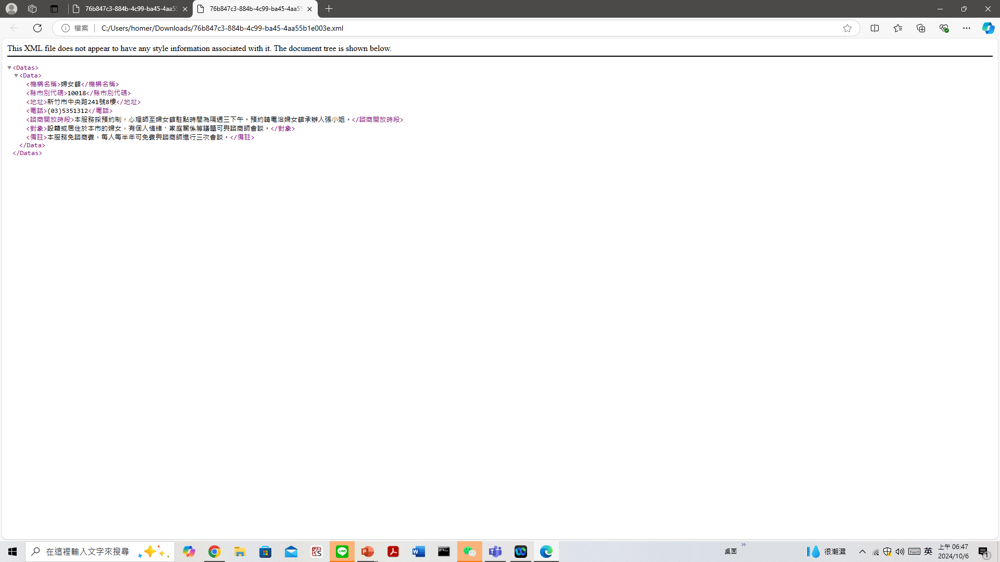 76b847c3-884b-4c99-ba45-4aa55
76b847c3-884b-4c99-ba45-4aa55
檔案
C:/Users/homer/Downloads/76b847c3-884b-4c99-ba45-4aa55b1e003e.xml
This XML file does not appear to have any style information associated with it. The document tree is shown below.
<Datas>
<Data>
<機構名稱>婦女館</機構名稱>
<縣市別代碼>10018</縣市別代碼>
<地址>新竹市中央路241號8樓</地址>
<電話>(03)5351312</電話>
<諮商開放時段>本服務採預約制，心理師至婦女館駐點時間為隔週三下午。預約請電洽婦女館承辦人張小姐。</諮商開放時段>
<對象>設籍或居住於本市的婦女，有個人情緒、家庭關係等議題可與諮商師會談。</對象>
<備註>本服務免諮商費，每人每半年可免費與諮商師進行三次會談。</備註>
</Data>
</Datas>
在這裡輸入文字來搜尋
LINE
桌面
很潮濕
英
上午 06:47
2024/10/6
1